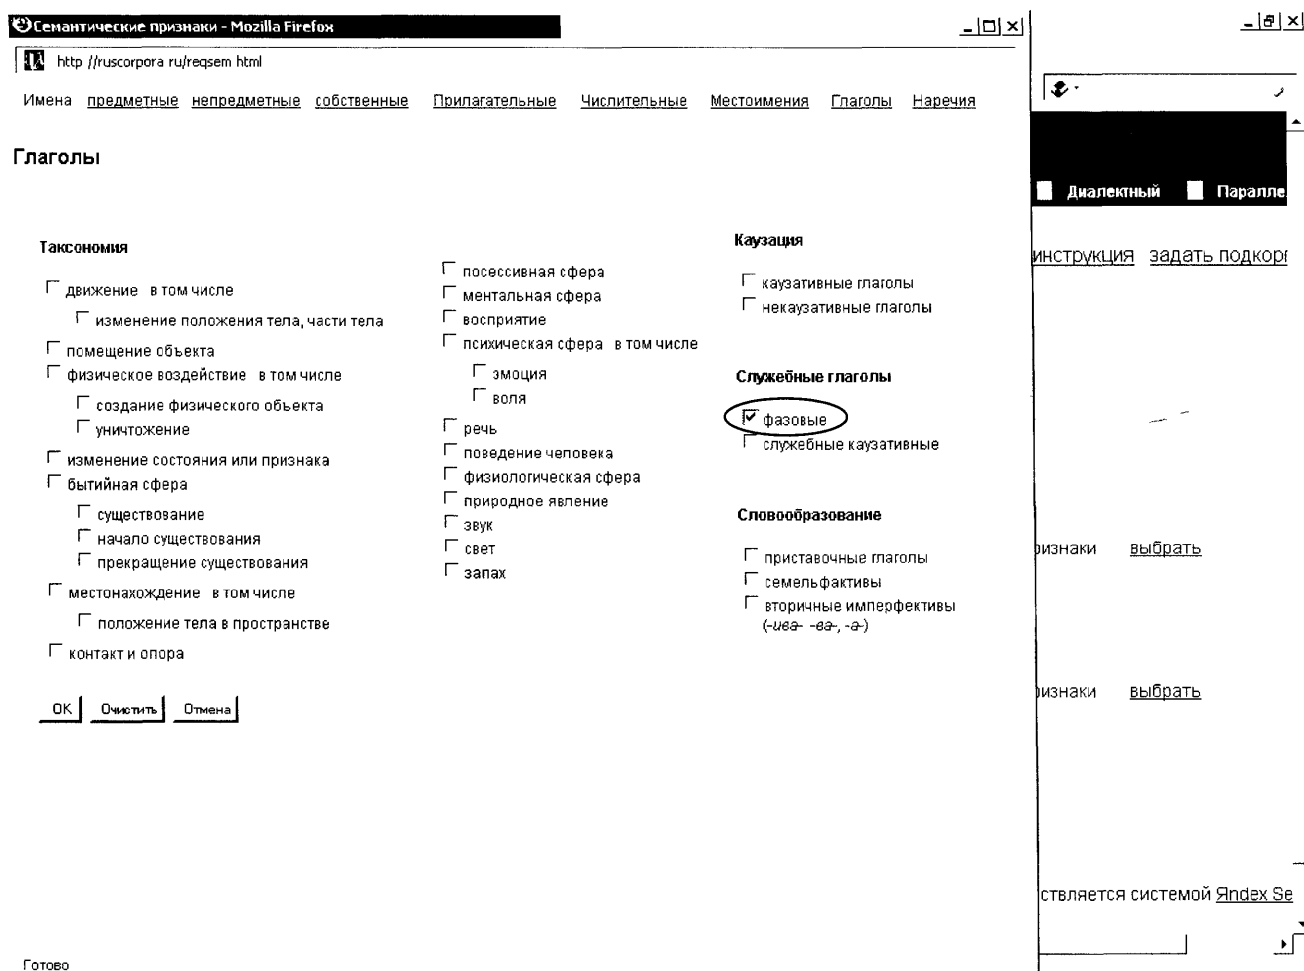 Семантические признаки - Mozilla Firefox
http //ruscorpora ru/reqsem html
Имена предметные непредметные собственные Прилагательные Числительные Местоимения Глаголы Наречия
Глаголы
Таксономия
движение в том числе
изменение положения тела, части тела
помещение объекта
физическое воздействие в том числе
создание физического объекта
уничтожение
изменение состояния или признака
бытийная сфера
существование
начало существования
прекращение существования
местонахождение в том числе
положение тела в пространстве
контакт и опора
посессивная сфера
ментальная сфера
восприятие
психическая сфера в том числе
эмоция
воля
речь
поведение человека
физиологическая сфера
природное явление
звук
свет
запах
Каузация
каузативные глаголы
некаузативные глаголы
Служебные глаголы
фазовые
служебные каузативные
Словообразование
приставочные глаголы
семельфактивы
вторичные имперфективы
(-ива- -ва-, -а-)
OK Очистить Отмена
Готово
Диалектный Паралле
инструкция задать подкорп
ризнаки выбрать
ризнаки выбрать
ствляется системой Яndex Se